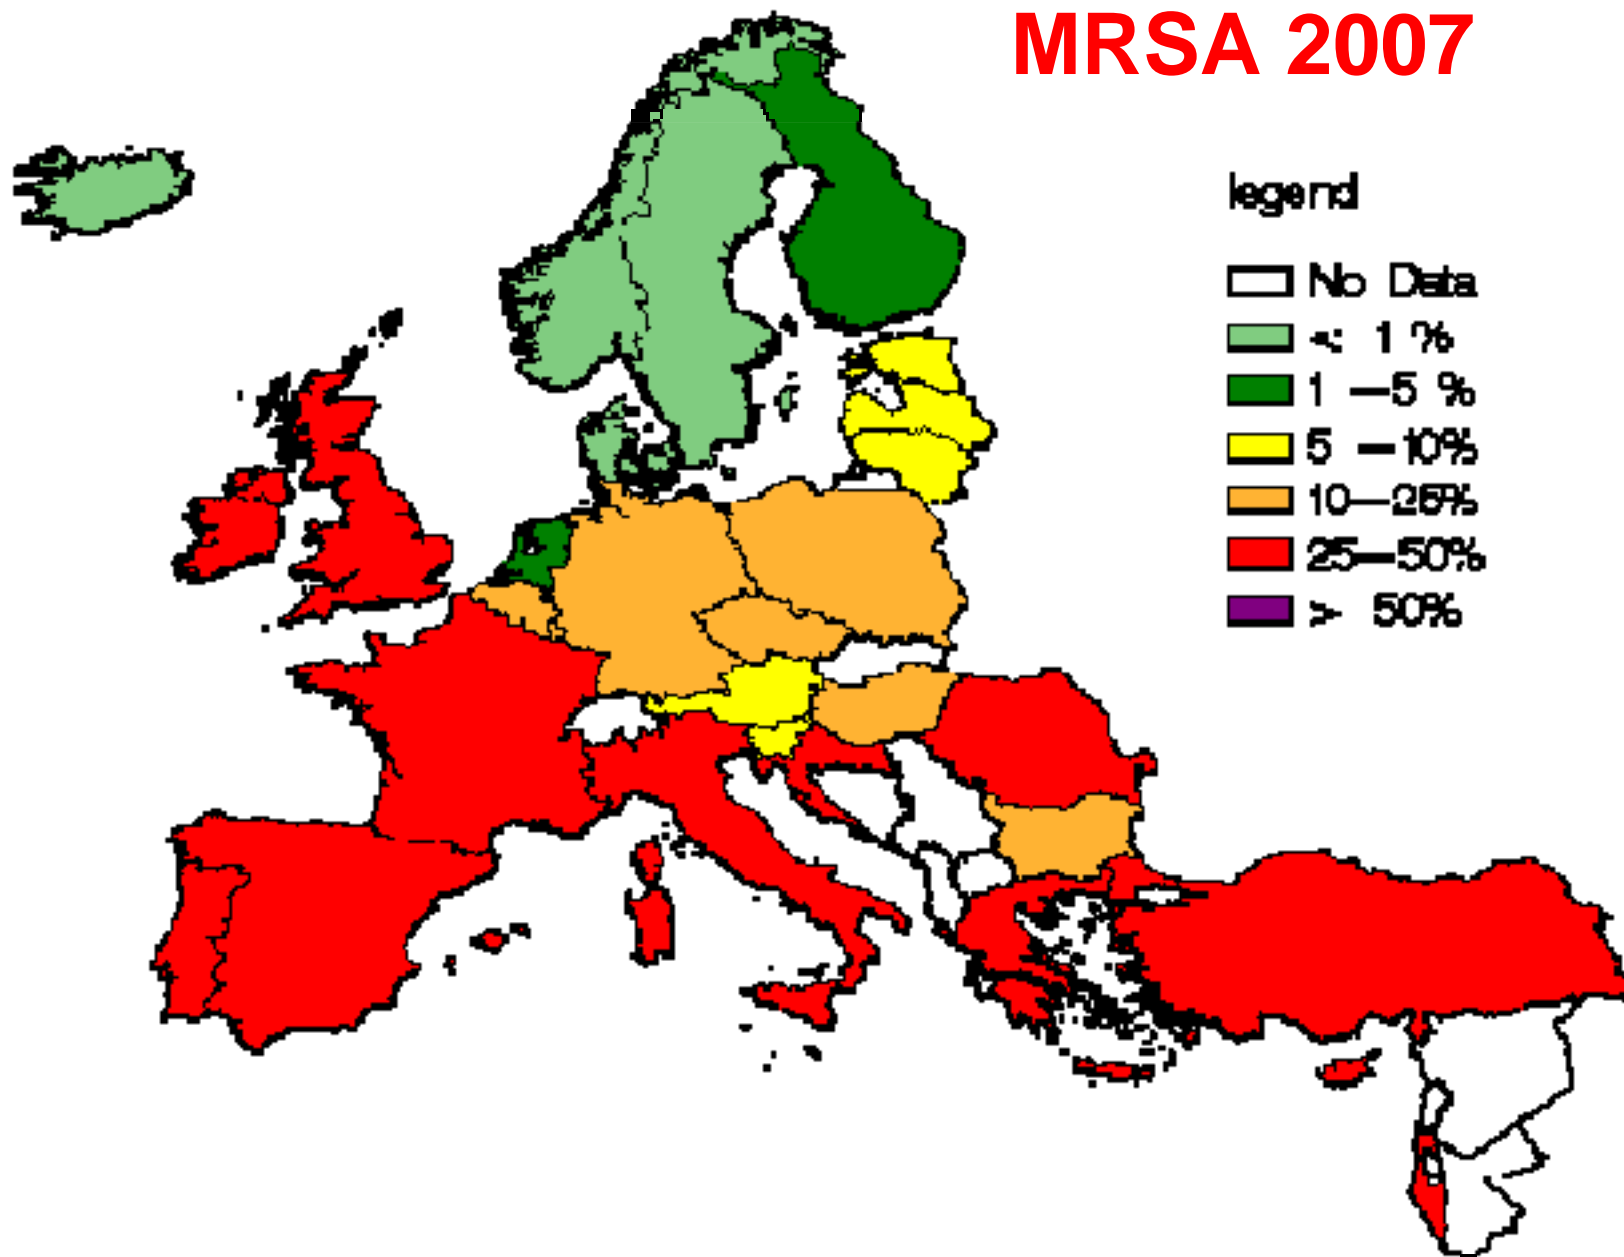 MRSA 2007
legend
No Data
< 1 %
1 -5 %
5 -10%
10-25%
25-50%
> 50%